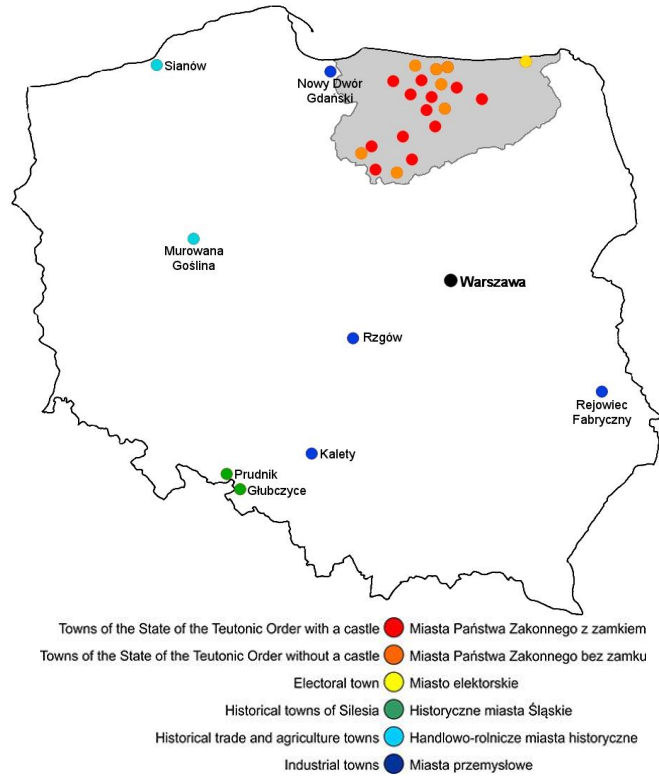 Sianów
Nowy Dwór
Gdański
Murowana
Goślina
Warszawa
Rzgów
Rejowiec
Fabryczny
Kalety
Prudnik
Głubczyce
Towns of the State of the Teutonic Order with a castle Miasta Państwa Zakonnego z zamkiem
Towns of the State of the Teutonic Order without a castle Miasta Państwa Zakonnego bez zamku
Electoral town Miasto elektorskie
Historical towns of Silesia Historyczne miasta Śląskie
Historical trade and agriculture towns Handlowo-rolnicze miasta historyczne
Industrial towns Miasta przemysłowe